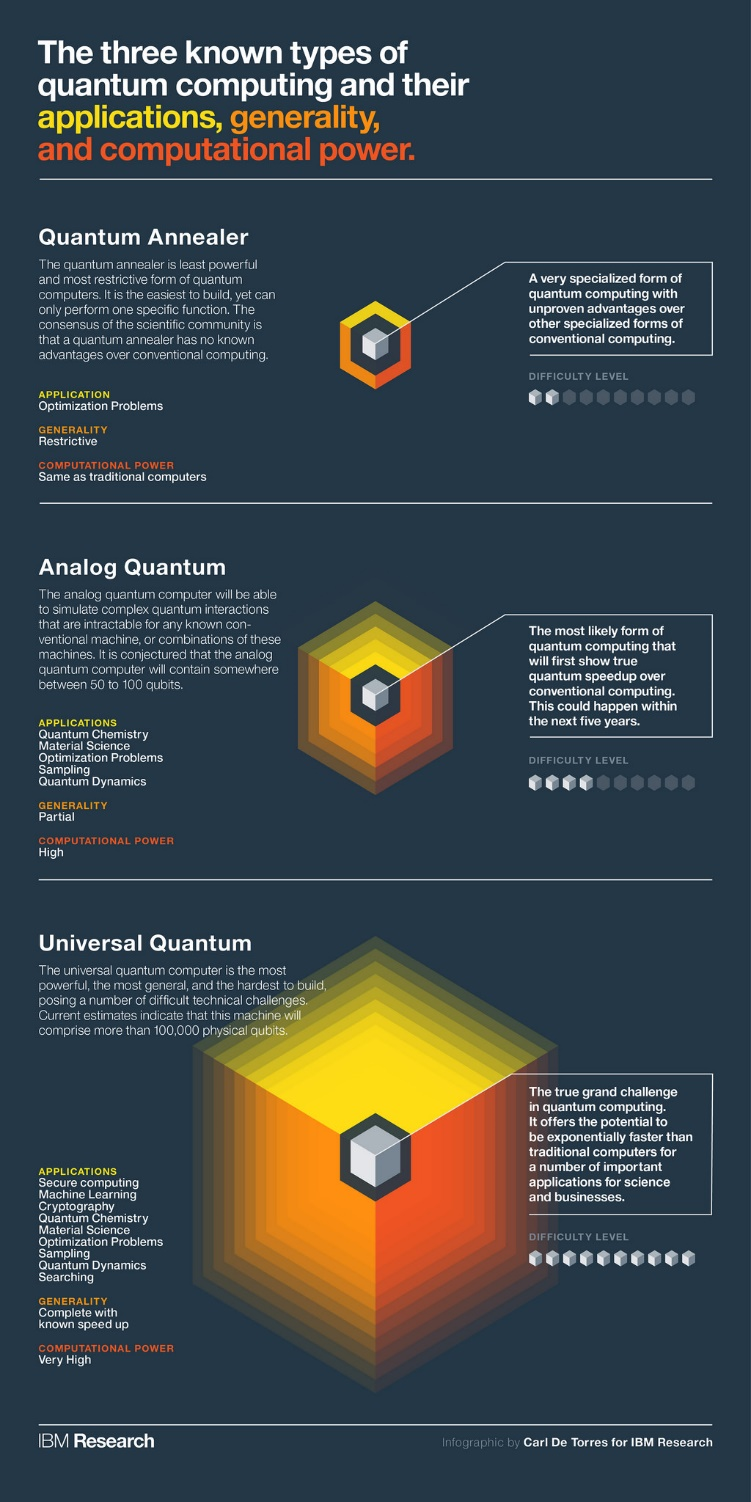 The three known types of
quantum computing and their
applications, generality,
and computational power.
Quantum Annealer
The quantum annealer is least powerful
and most restrictive form of quantum
computers. It is the easiest to build, yet can
only perform one specific function. The
consensus of the scientific community is
that a quantum annealer has no known
advantages over conventional computing.
APPLICATION
Optimization Problems
GENERALITY
Restrictive
COMPUTATIONAL POWER
Same as traditional computers
A very specialized form of
quantum computing with
unproven advantages over
other specialized forms of
conventional computing.
DIFFICULTY LEVEL
Analog Quantum
The analog quantum computer will be able
to simulate complex quantum interactions
that are intractable for any known con-
ventional machine, or combinations of these
machines. It is conjectured that the analog
quantum computer will contain somewhere
between 50 to 100 qubits.
APPLICATIONS
Quantum Chemistry
Material Science
Optimization Problems
Sampling
Quantum Dynamics
GENERALITY
Partial
COMPUTATIONAL POWER
High
The most likely form of
quantum computing that
will first show true
quantum speedup over
conventional computing.
This could happen within
the next five years.
DIFFICULTY LEVEL
Universal Quantum
The universal quantum computer is the most
powerful, the most general, and the hardest to build,
posing a number of difficult technical challenges.
Current estimates indicate that this machine will
comprise more than 100,000 physical qubits.
APPLICATIONS
Secure computing
Machine Learning
Cryptography
Quantum Chemistry
Material Science
Optimization Problems
Sampling
Quantum Dynamics
Searching
GENERALITY
Complete with
known speed up
COMPUTATIONAL POWER
Very High
The true grand challenge
in quantum computing.
It offers the potential to
be exponentially faster than
traditional computers for
a number of important
applications for science
and businesses.
DIFFICULTY LEVEL
IBM Research
Infographic by Carl De Torres for IBM Research